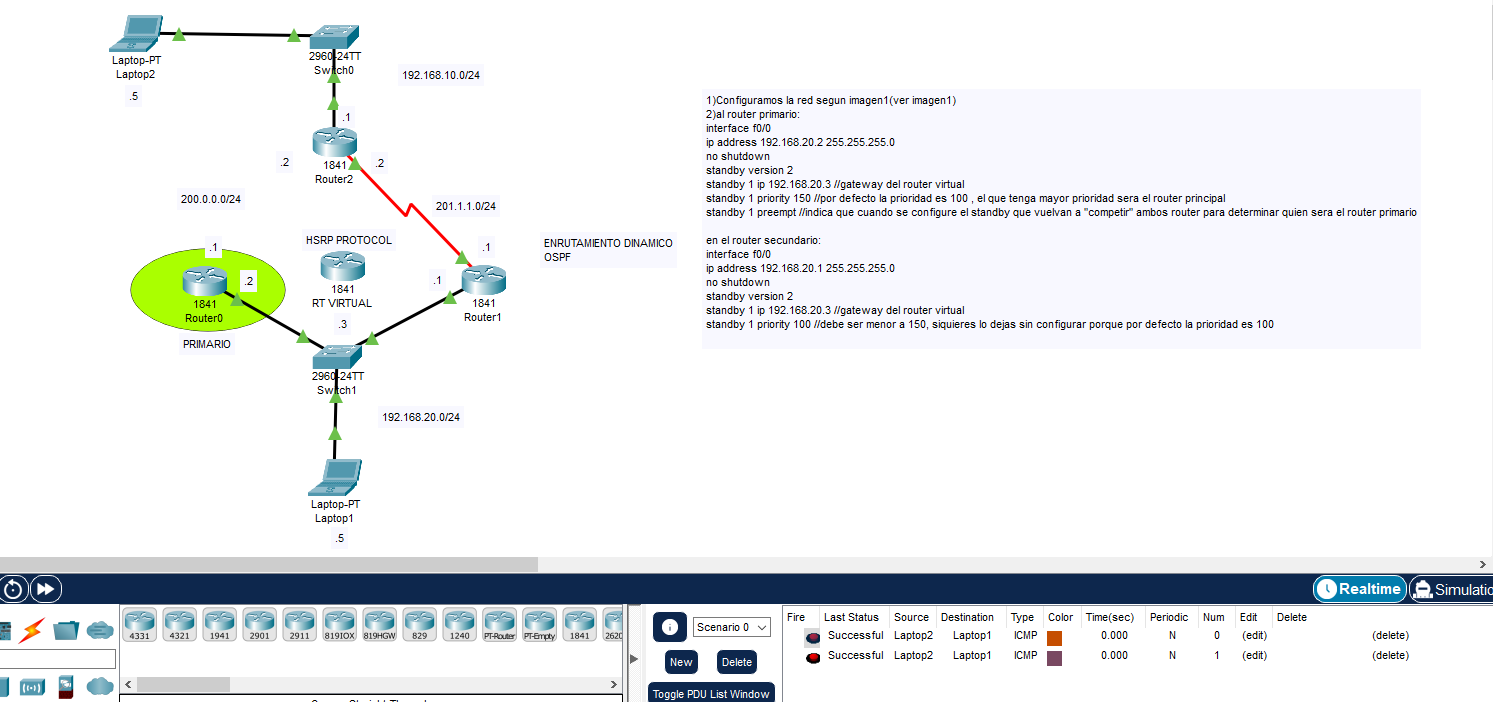 Laptop-PT
Laptop2
.5
2960-24TT
Switch0
192.168.10.0/24
.1
.2
.2
1841
Router2
200.0.0.0/24
201.1.1.0/24
.1
HSRP PROTOCOL
.1
ENRUTAMIENTO DINAMICO
OSPF
.2
.1
1841
Router0
PRIMARIO
1841
RT VIRTUAL
.3
1841
Router1
2960-24TT
Switch1
192.168.20.0/24
Laptop-PT
Laptop1
.5
1)Configuramos la red segun imagen1(ver imagen1)
2)al router primario:
interface f0/0
ip address 192.168.20.2 255.255.255.0
no shutdown
standby version 2
standby 1 ip 192.168.20.3 //gateway del router virtual
standby 1 priority 150 //por defecto la prioridad es 100 , el que tenga mayor prioridad sera el router principal
standby 1 preempt //indica que cuando se configure el standby que vuelvan a "competir" ambos router para determinar quien sera el router primario
en el router secundario:
interface f0/0
ip address 192.168.20.1 255.255.255.0
no shutdown
standby version 2
standby 1 ip 192.168.20.3 //gateway del router virtual
standby 1 priority 100 //debe ser menor a 150, siquieres lo dejas sin configurar porque por defecto la prioridad es 100
Realtime
Simulatio
4331
4321
1941
2901
2911
819IOX
819HGW
829
1240
PT-Router
PT-Empty
1841
2620
Scenario 0
New
Delete
Toggle PDU List Window
Fire Last Status Source Destination Type Color Time(sec) Periodic Num Edit Delete
Successful Laptop2 Laptop1 ICMP 0.000 N 0 (edit) (delete)
Successful Laptop2 Laptop1 ICMP 0.000 N 1 (edit) (delete)